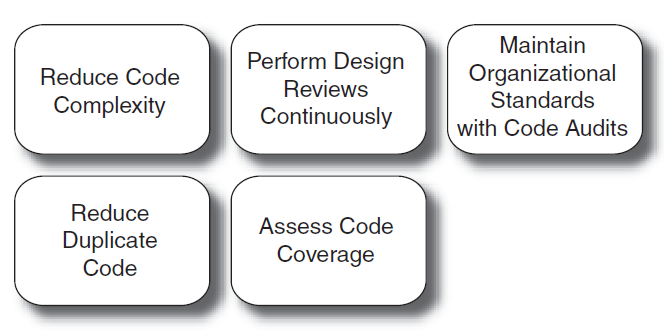 Reduce Code
Complexity
Perform Design
Reviews
Continuously
Maintain
Organizational
Standards
with Code Audits
Reduce
Duplicate
Code
Assess Code
Coverage